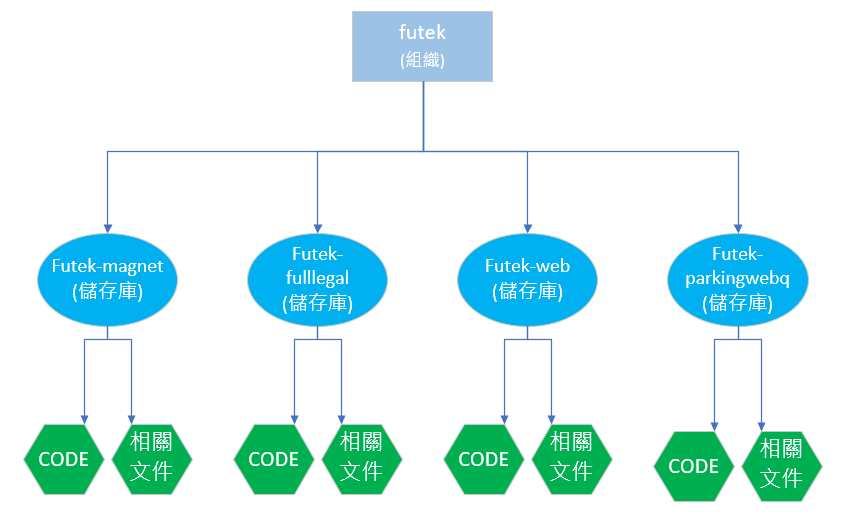 futek
(組織)
Futek-magnet
(儲存庫)
Futek-
fulllegal
(儲存庫)
Futek-web
(儲存庫)
Futek-
parkingwebq
(儲存庫)
CODE
相關
文件
CODE
相關
文件
CODE
相關
文件
CODE
相關
文件